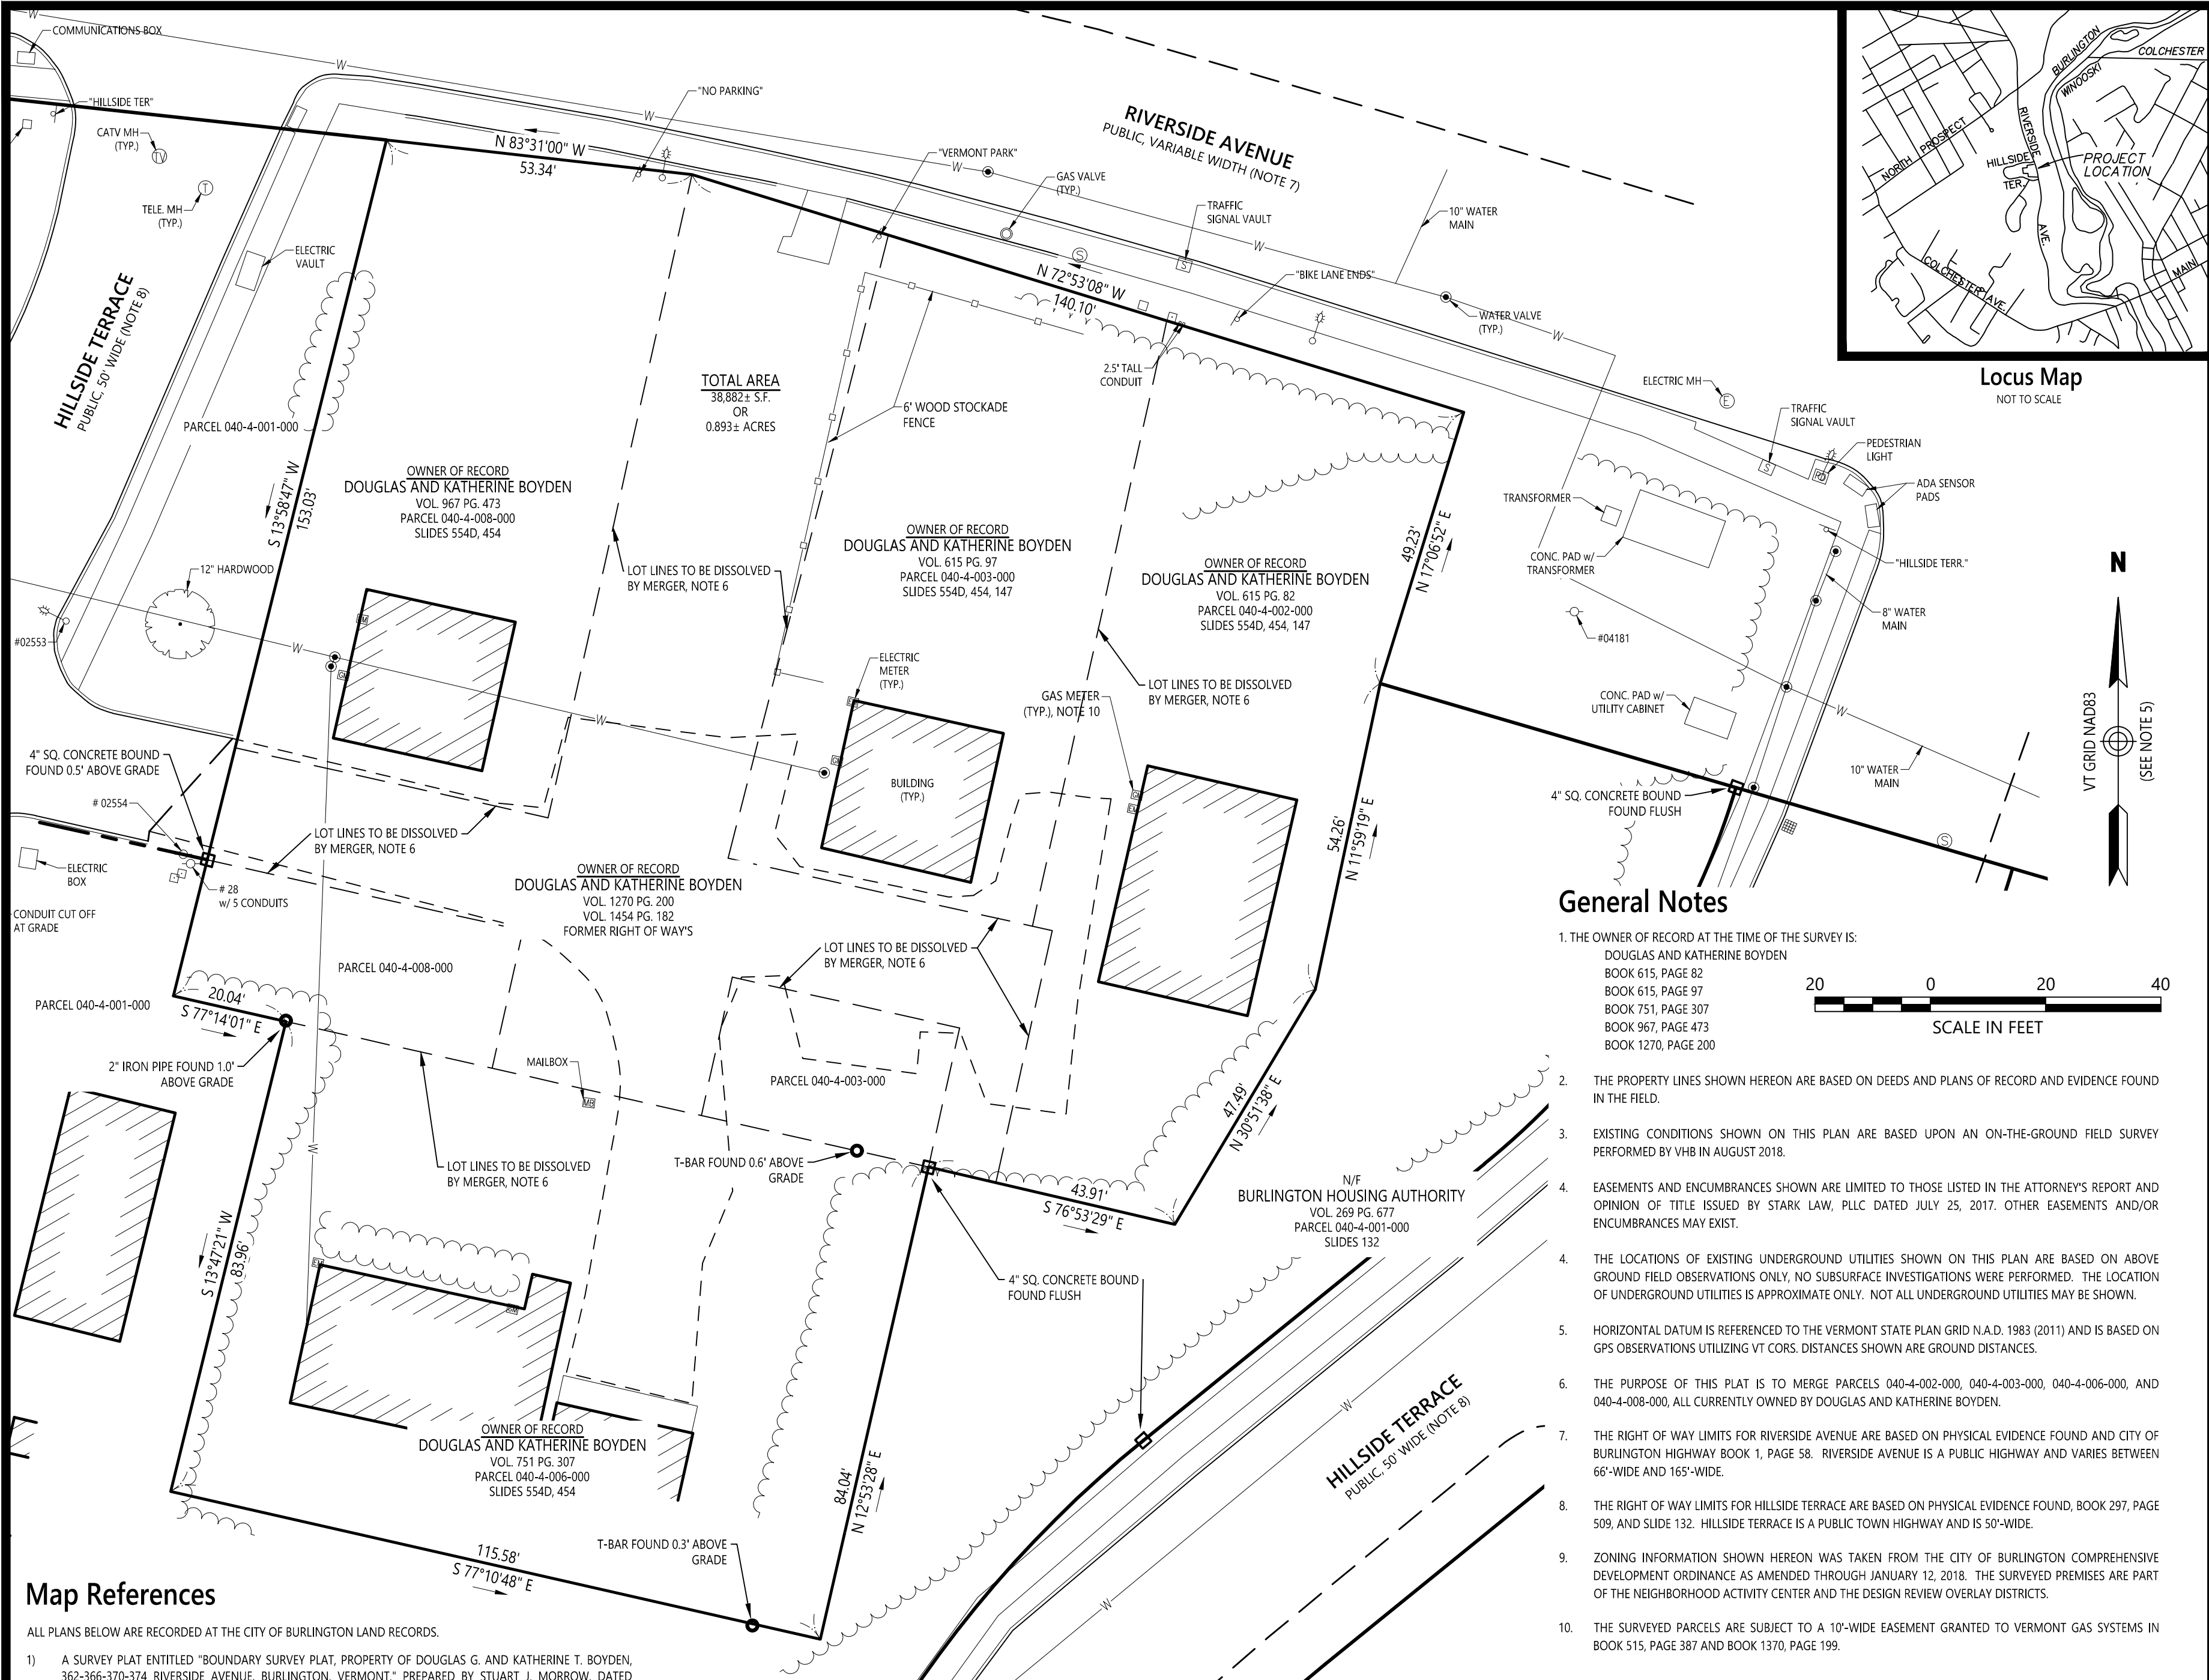 COMMUNICATIONS BOX
"HILLSIDE TER"
CATV MH
(TYP.)
TV
TELE. MH
(TYP.)
T
ELECTRIC
VAULT
HILLSIDE TERRACE
PUBLIC, 50' WIDE (NOTE 8)
PARCEL 040-4-001-000
W
W
W
W
W
W
N 83°31'00" W
53.34'
"NO PARKING"
"VERMONT PARK"
RIVERSIDE AVENUE
PUBLIC, VARIABLE WIDTH (NOTE 7)
GAS VALVE
(TYP.)
TRAFFIC
SIGNAL VAULT
S
S
10" WATER
MAIN
N 72°53'08" W
140.10'
"BIKE LANE ENDS"
WATER VALVE
(TYP.)
2.5' TALL
CONDUIT
ELECTRIC MH
E
TRAFFIC
SIGNAL VAULT
S
PEDESTRIAN
LIGHT
ADA SENSOR
PADS
BURLINGTON
WINOOSKI
COLCHESTER
NORTH PROSPECT
RIVERSIDE
AVE.
HILLSIDE
TER.
PROJECT
LOCATION
COLCHESTER AVE.
MAIN
Locus Map
NOT TO SCALE
TOTAL AREA
38,882± S.F.
OR
0.893± ACRES
6' WOOD STOCKADE
FENCE
S 13°58'47" W
153.03'
OWNER OF RECORD
DOUGLAS AND KATHERINE BOYDEN
VOL. 967 PG. 473
PARCEL 040-4-008-000
SLIDES 554D, 454
OWNER OF RECORD
DOUGLAS AND KATHERINE BOYDEN
VOL. 615 PG. 97
PARCEL 040-4-003-000
SLIDES 554D, 454, 147
OWNER OF RECORD
DOUGLAS AND KATHERINE BOYDEN
VOL. 615 PG. 82
PARCEL 040-4-002-000
SLIDES 554D, 454, 147
49.23'
N 17°06'52" E
LOT LINES TO BE DISSOLVED
BY MERGER, NOTE 6
12" HARDWOOD
#02553
W
W
ELECTRIC
METER
(TYP.)
GAS METER
(TYP.), NOTE 10
LOT LINES TO BE DISSOLVED
BY MERGER, NOTE 6
TRANSFORMER
CONC. PAD w/
TRANSFORMER
#04181
CONC. PAD w/
UTILITY CABINET
"HILLSIDE TERR."
8" WATER
MAIN
W
10" WATER
MAIN
S
N
VT GRID NAD83
(SEE NOTE 5)
4" SQ. CONCRETE BOUND
FOUND 0.5' ABOVE GRADE
# 02554
ELECTRIC
BOX
# 28
w/ 5 CONDUITS
CONDUIT CUT OFF
AT GRADE
LOT LINES TO BE DISSOLVED
BY MERGER, NOTE 6
BUILDING
(TYP.)
54.26'
N 11°59'19" E
4" SQ. CONCRETE BOUND
FOUND FLUSH
OWNER OF RECORD
DOUGLAS AND KATHERINE BOYDEN
VOL. 1270 PG. 200
VOL. 1454 PG. 182
FORMER RIGHT OF WAY'S
LOT LINES TO BE DISSOLVED
BY MERGER, NOTE 6
PARCEL 040-4-008-000
PARCEL 040-4-001-000
20.04'
S 77°14'01" E
2" IRON PIPE FOUND 1.0'
ABOVE GRADE
MAILBOX
MB
PARCEL 040-4-003-000
W
LOT LINES TO BE DISSOLVED
BY MERGER, NOTE 6
T-BAR FOUND 0.6' ABOVE
GRADE
47.49'
N 30°51'38" E
43.91'
S 76°53'29" E
N/F
BURLINGTON HOUSING AUTHORITY
VOL. 269 PG. 677
PARCEL 040-4-001-000
SLIDES 132
4" SQ. CONCRETE BOUND
FOUND FLUSH
S 13°47'21" W
83.96'
OWNER OF RECORD
DOUGLAS AND KATHERINE BOYDEN
VOL. 751 PG. 307
PARCEL 040-4-006-000
SLIDES 554D, 454
84.04'
N 12°53'28" E
HILLSIDE TERRACE
PUBLIC, 50' WIDE (NOTE 8)
W
W
T-BAR FOUND 0.3' ABOVE
GRADE
115.58'
S 77°10'48" E
General Notes
1. THE OWNER OF RECORD AT THE TIME OF THE SURVEY IS:
DOUGLAS AND KATHERINE BOYDEN
BOOK 615, PAGE 82
BOOK 615, PAGE 97
BOOK 751, PAGE 307
BOOK 967, PAGE 473
BOOK 1270, PAGE 200
20 0 20 40
SCALE IN FEET
2. THE PROPERTY LINES SHOWN HEREON ARE BASED ON DEEDS AND PLANS OF RECORD AND EVIDENCE FOUND
IN THE FIELD.
3. EXISTING CONDITIONS SHOWN ON THIS PLAN ARE BASED UPON AN ON-THE-GROUND FIELD SURVEY
PERFORMED BY VHB IN AUGUST 2018.
4. EASEMENTS AND ENCUMBRANCES SHOWN ARE LIMITED TO THOSE LISTED IN THE ATTORNEY'S REPORT AND
OPINION OF TITLE ISSUED BY STARK LAW, PLLC DATED JULY 25, 2017. OTHER EASEMENTS AND/OR
ENCUMBRANCES MAY EXIST.
4. THE LOCATIONS OF EXISTING UNDERGROUND UTILITIES SHOWN ON THIS PLAN ARE BASED ON ABOVE
GROUND FIELD OBSERVATIONS ONLY, NO SUBSURFACE INVESTIGATIONS WERE PERFORMED. THE LOCATION
OF UNDERGROUND UTILITIES IS APPROXIMATE ONLY. NOT ALL UNDERGROUND UTILITIES MAY BE SHOWN.
5. HORIZONTAL DATUM IS REFERENCED TO THE VERMONT STATE PLAN GRID N.A.D. 1983 (2011) AND IS BASED ON
GPS OBSERVATIONS UTILIZING VT CORS. DISTANCES SHOWN ARE GROUND DISTANCES.
6. THE PURPOSE OF THIS PLAT IS TO MERGE PARCELS 040-4-002-000, 040-4-003-000, 040-4-006-000, AND
040-4-008-000, ALL CURRENTLY OWNED BY DOUGLAS AND KATHERINE BOYDEN.
7. THE RIGHT OF WAY LIMITS FOR RIVERSIDE AVENUE ARE BASED ON PHYSICAL EVIDENCE FOUND AND CITY OF
BURLINGTON HIGHWAY BOOK 1, PAGE 58. RIVERSIDE AVENUE IS A PUBLIC HIGHWAY AND VARIES BETWEEN
66'-WIDE AND 165'-WIDE.
8. THE RIGHT OF WAY LIMITS FOR HILLSIDE TERRACE ARE BASED ON PHYSICAL EVIDENCE FOUND, BOOK 297, PAGE
509, AND SLIDE 132. HILLSIDE TERRACE IS A PUBLIC TOWN HIGHWAY AND IS 50'-WIDE.
9. ZONING INFORMATION SHOWN HEREON WAS TAKEN FROM THE CITY OF BURLINGTON COMPREHENSIVE
DEVELOPMENT ORDINANCE AS AMENDED THROUGH JANUARY 12, 2018. THE SURVEYED PREMISES ARE PART
OF THE NEIGHBORHOOD ACTIVITY CENTER AND THE DESIGN REVIEW OVERLAY DISTRICTS.
10. THE SURVEYED PARCELS ARE SUBJECT TO A 10'-WIDE EASEMENT GRANTED TO VERMONT GAS SYSTEMS IN
BOOK 515, PAGE 387 AND BOOK 1370, PAGE 199.
Map References
ALL PLANS BELOW ARE RECORDED AT THE CITY OF BURLINGTON LAND RECORDS.
1) A SURVEY PLAT ENTITLED "BOUNDARY SURVEY PLAT, PROPERTY OF DOUGLAS G. AND KATHERINE T. BOYDEN,
362-366-370-374 RIVERSIDE AVENUE, BURLINGTON, VERMONT," PREPARED BY STUART J. MORROW, DATED